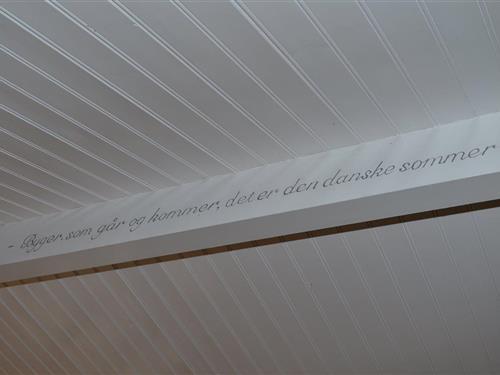 - Byger, som går og kommer, det er den danske sommer